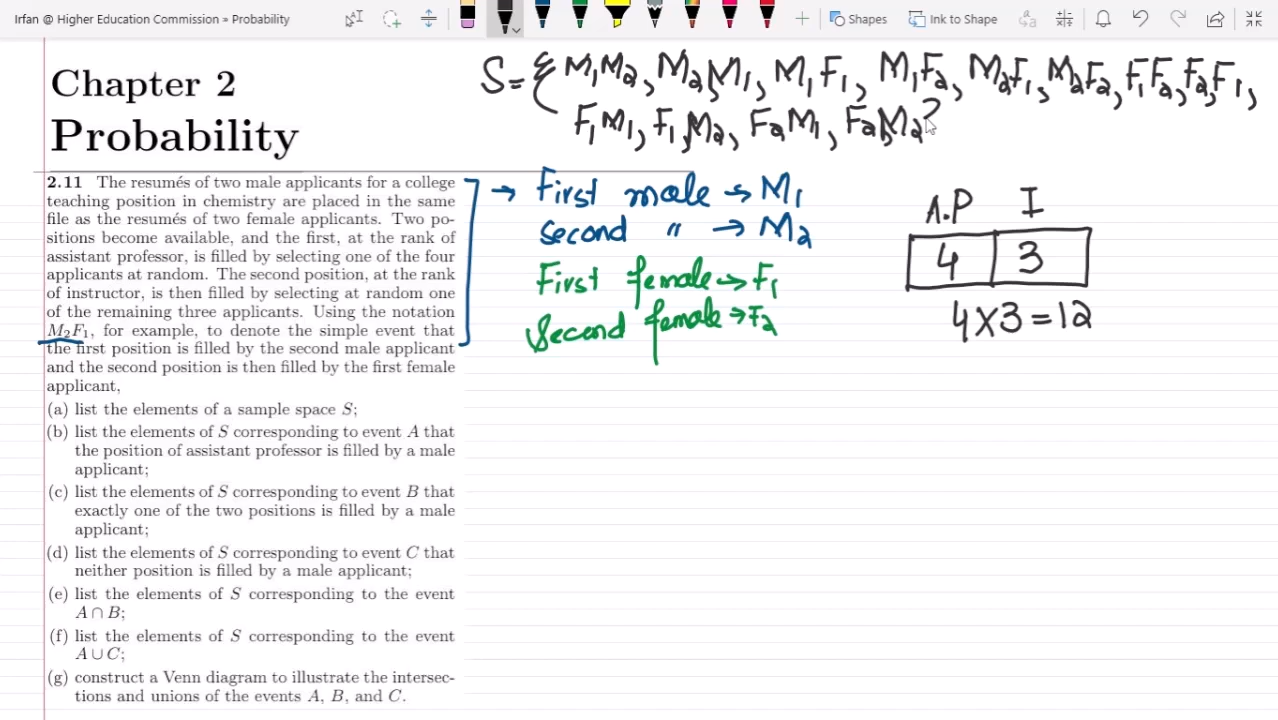 Irfan @ Higher Education Commission » Probability
Shapes
Ink to Shape
Chapter 2
Probability
S={M₁M₂, M₂M₁, M₁F₁, M₁F₂, M₂F₁, M₂F₂, F₁F₂, F₂F₁,
F₁M₁, F₁M₂, F₂M₁, F₂M₂}
2.11 The resumés of two male applicants for a college
teaching position in chemistry are placed in the same
file as the resumés of two female applicants. Two po-
sitions become available, and the first, at the rank of
assistant professor, is filled by selecting one of the four
applicants at random. The second position, at the rank
of instructor, is then filled by selecting at random one
of the remaining three applicants. Using the notation
M₂F₁, for example, to denote the simple event that
the first position is filled by the second male applicant
and the second position is then filled by the first female
applicant,
(a) list the elements of a sample space S;
(b) list the elements of S corresponding to event A that
the position of assistant professor is filled by a male
applicant;
(c) list the elements of S corresponding to event B that
exactly one of the two positions is filled by a male
applicant;
(d) list the elements of S corresponding to event C that
neither position is filled by a male applicant;
(e) list the elements of S corresponding to the event
A ∩ B;
(f) list the elements of S corresponding to the event
A ∪ C;
(g) construct a Venn diagram to illustrate the intersec-
tions and unions of the events A, B, and C.
→ First male → M₁
second " → M₂
First female → F₁
Second female → F₂
A.P I
4 3
4×3=12